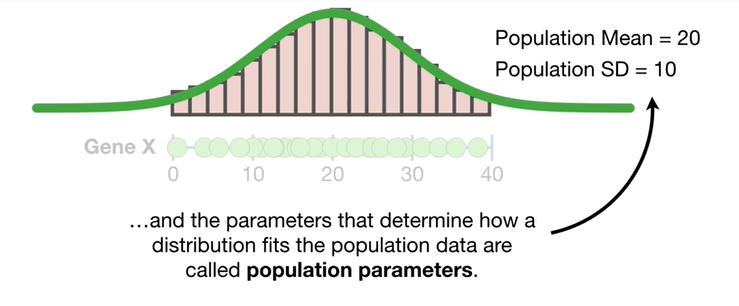 Population Mean = 20
Population SD = 10
Gene X
0 10 20 30 40
...and the parameters that determine how a
distribution fits the population data are
called population parameters.